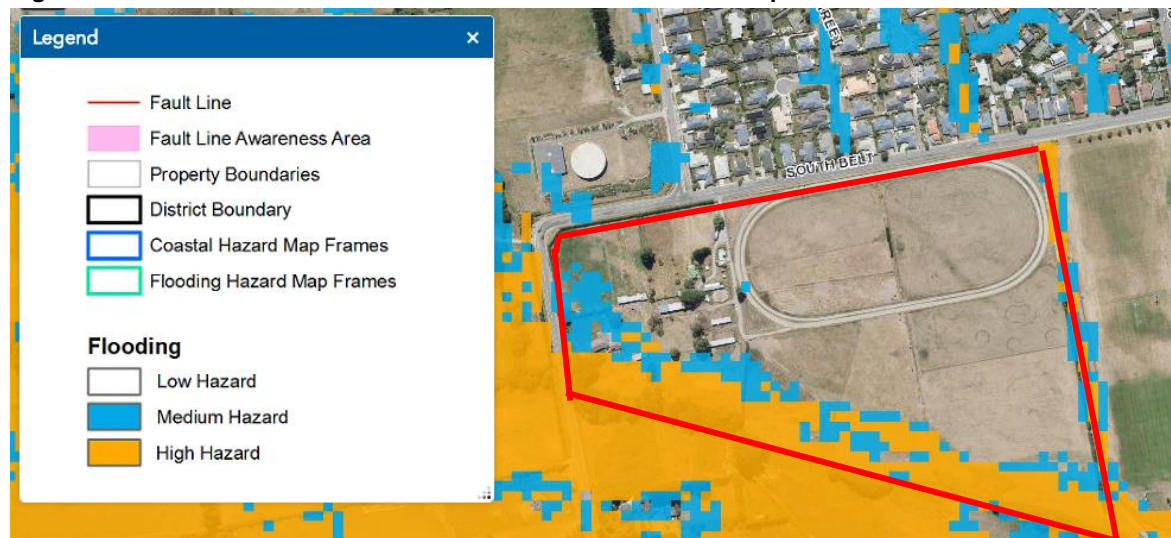 Legend ×
Fault Line
Fault Line Awareness Area
Property Boundaries
District Boundary
Coastal Hazard Map Frames
Flooding Hazard Map Frames
Flooding
Low Hazard
Medium Hazard
High Hazard
SOUTH BELT